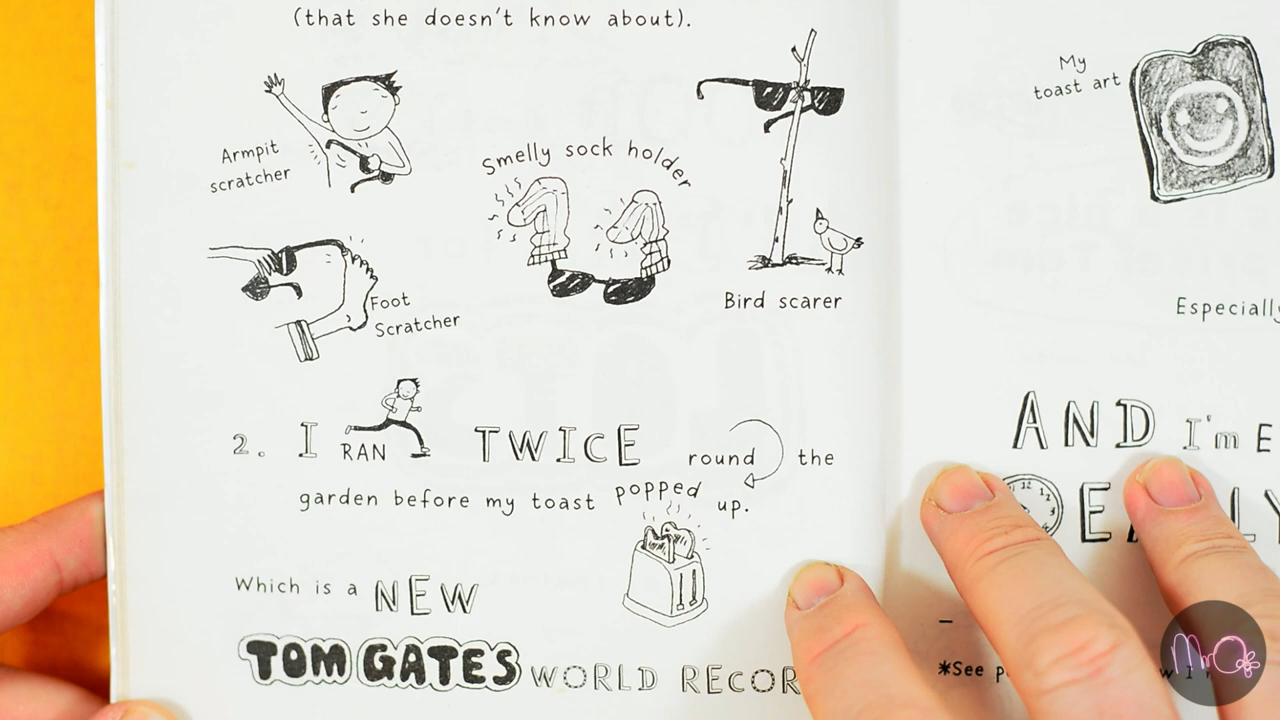 (that she doesn't know about).
Armpit
scratcher
Smelly sock holder
Foot
Scratcher
Bird scarer
2. I RAN TWICE round the
garden before my toast popped up.
Which is a NEW
TOM GATES WORLD
My
toast art
Especially
AND I'm
*See